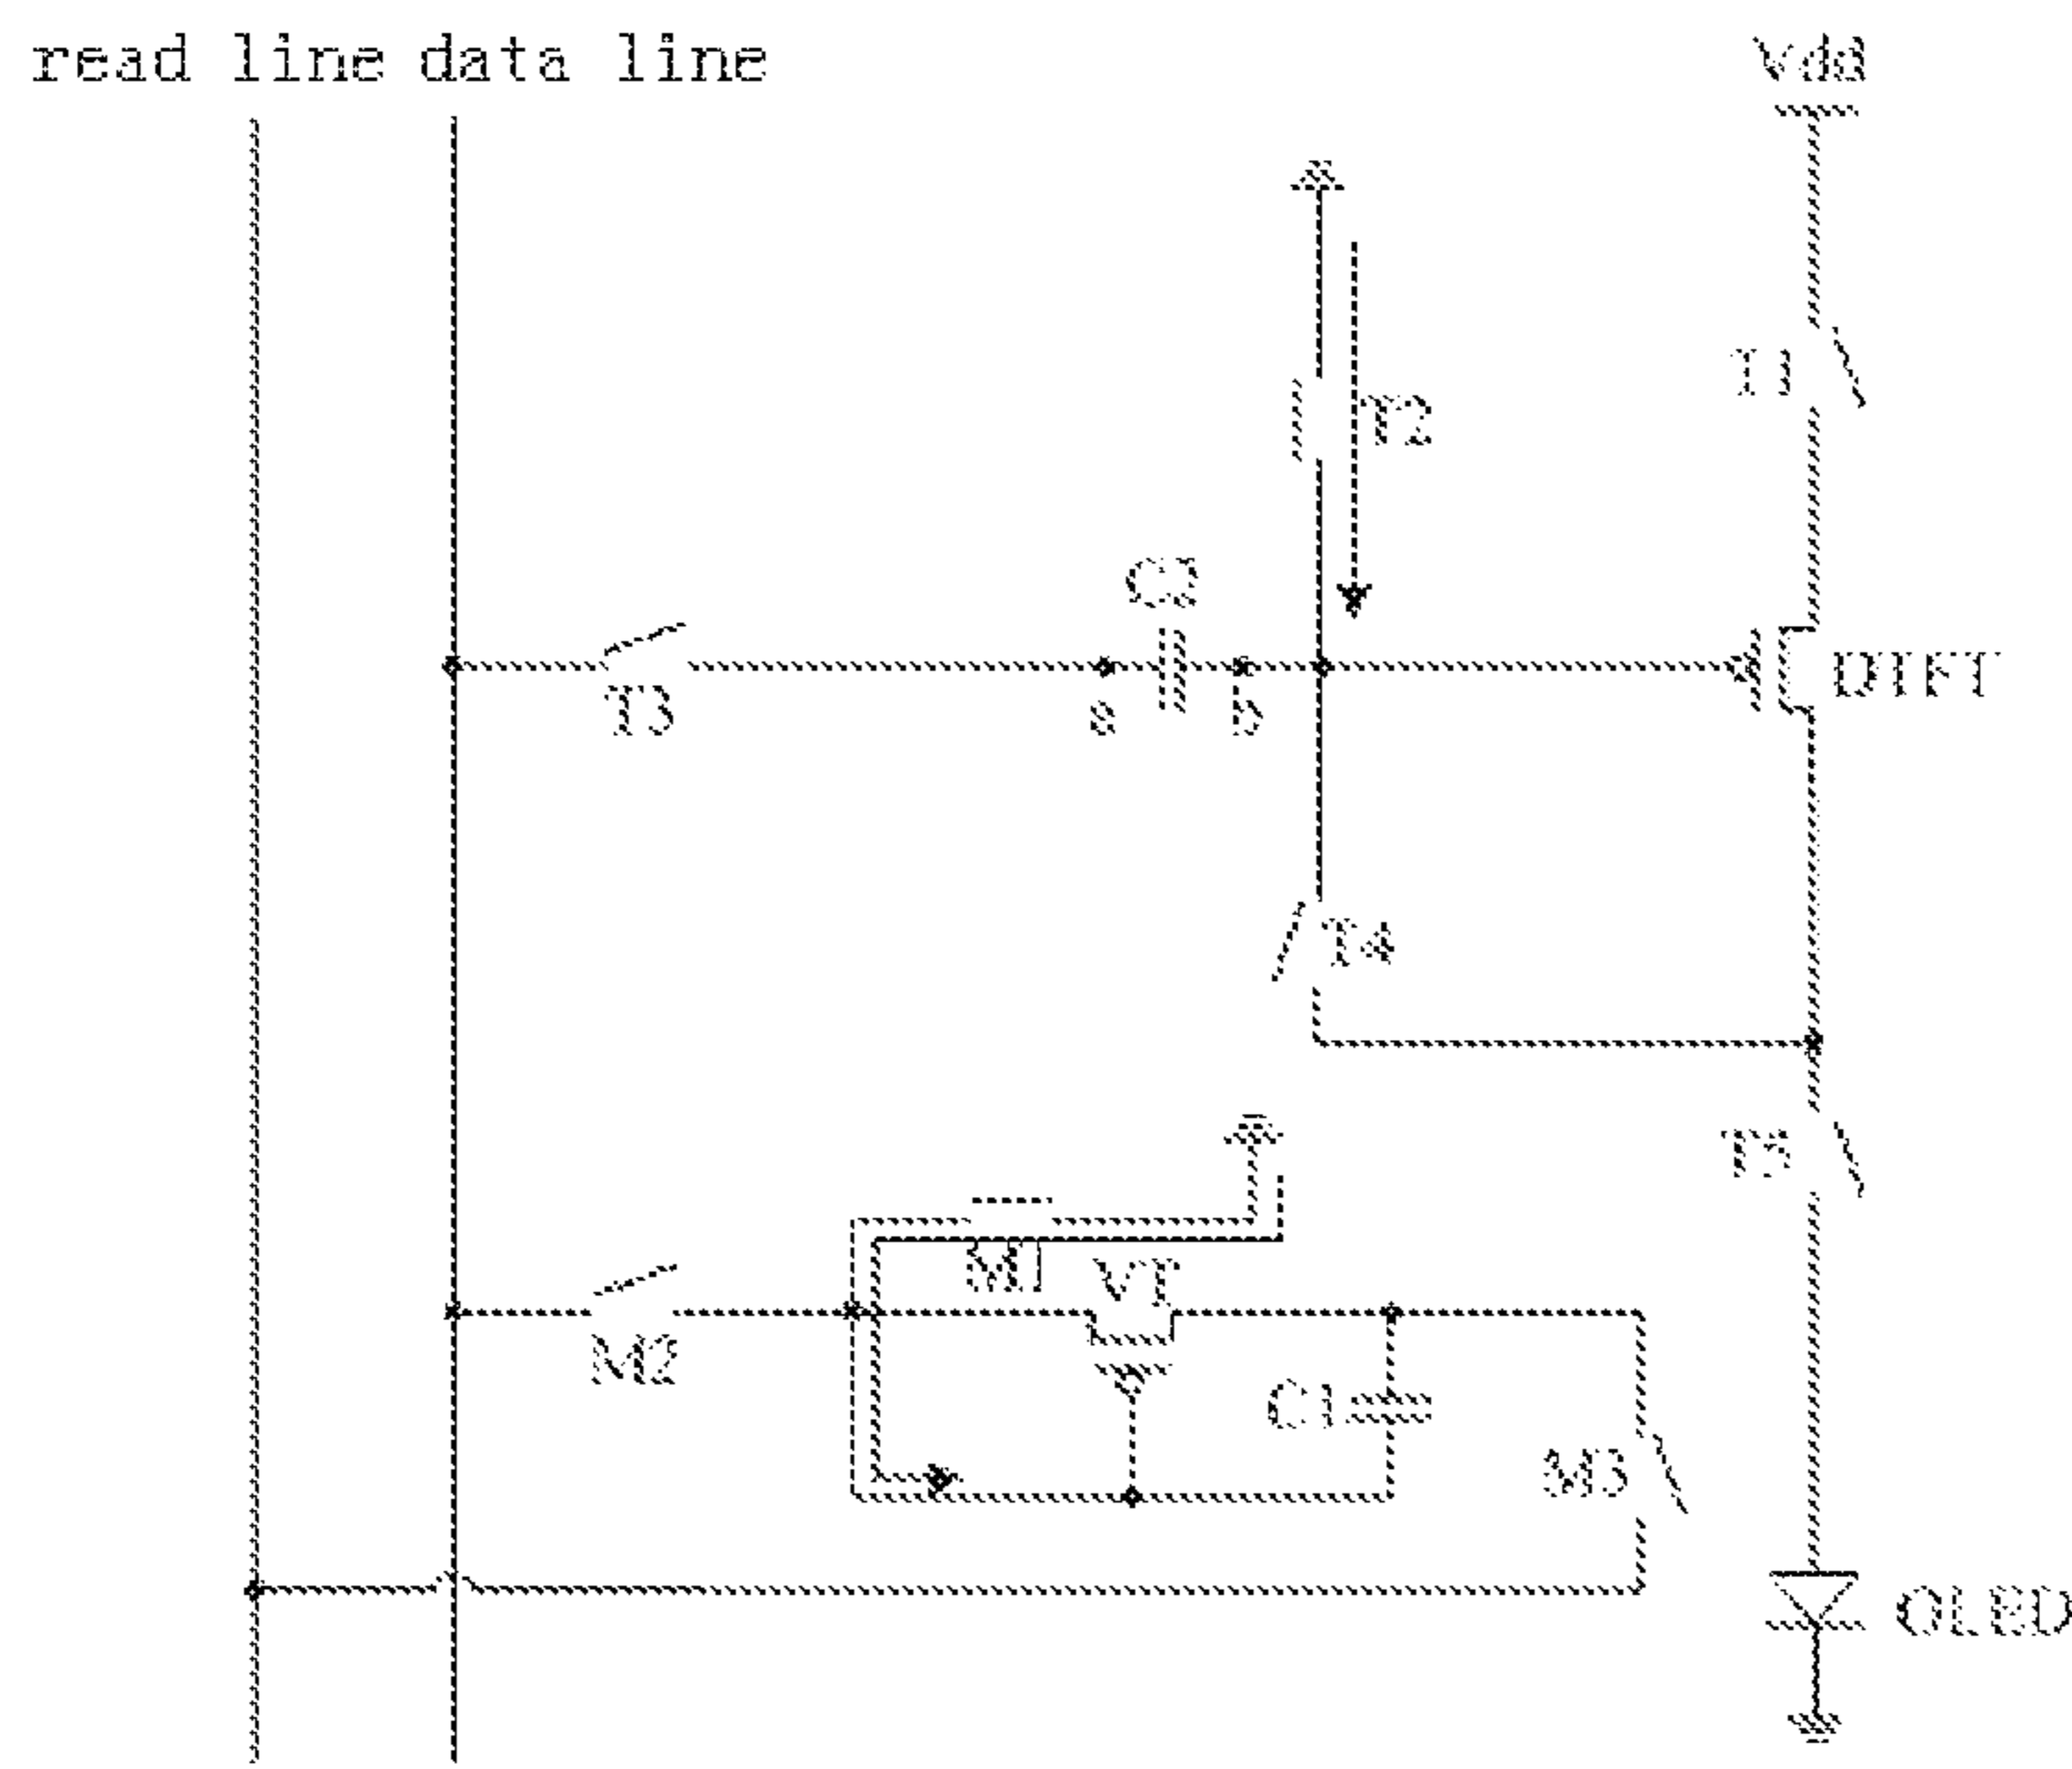 read line data line
Vdd
T1
T2
C2
T3
a
b
DTFT
T4
T5
M1
VT
M2
C1
M3
OLED